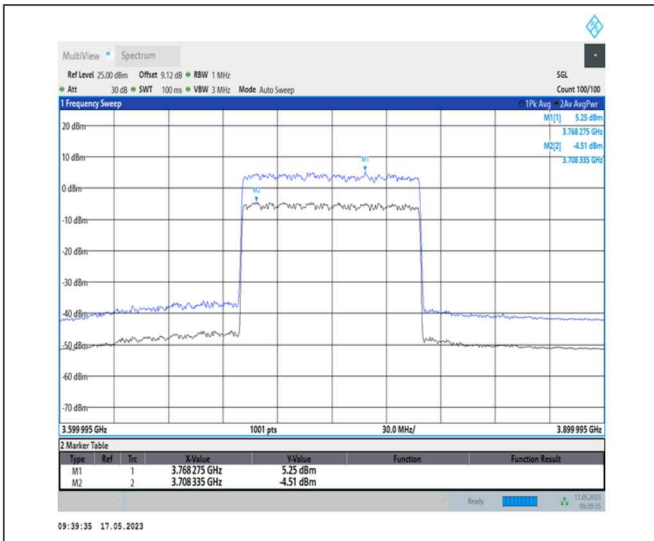 MultiView Spectrum
Ref Level 25.00 dBm Offset 9.12 dB RBW 1 MHz SGL
Att 30 dB SWT 100 ms VBW 3 MHz Mode Auto Sweep Count 100/100
1 Frequency Sweep 1Pk Avg 2Av AvgPwr
M1[1] 5.25 dBm
3.768 275 GHz
M2[2] -4.51 dBm
3.708 335 GHz
20 dBm
10 dBm
M1
0 dBm
M2
-10 dBm
-20 dBm
-30 dBm
-40 dBm
-50 dBm
-60 dBm
-70 dBm
3.599 995 GHz 1001 pts 30.0 MHz/ 3.899 995 GHz
2 Marker Table
Type Ref Trc X-Value Y-Value Function Function Result
M1 1 3.768 275 GHz 5.25 dBm
M2 2 3.708 335 GHz -4.51 dBm
Ready 17.05.2023
09:39:35
09:39:35 17.05.2023